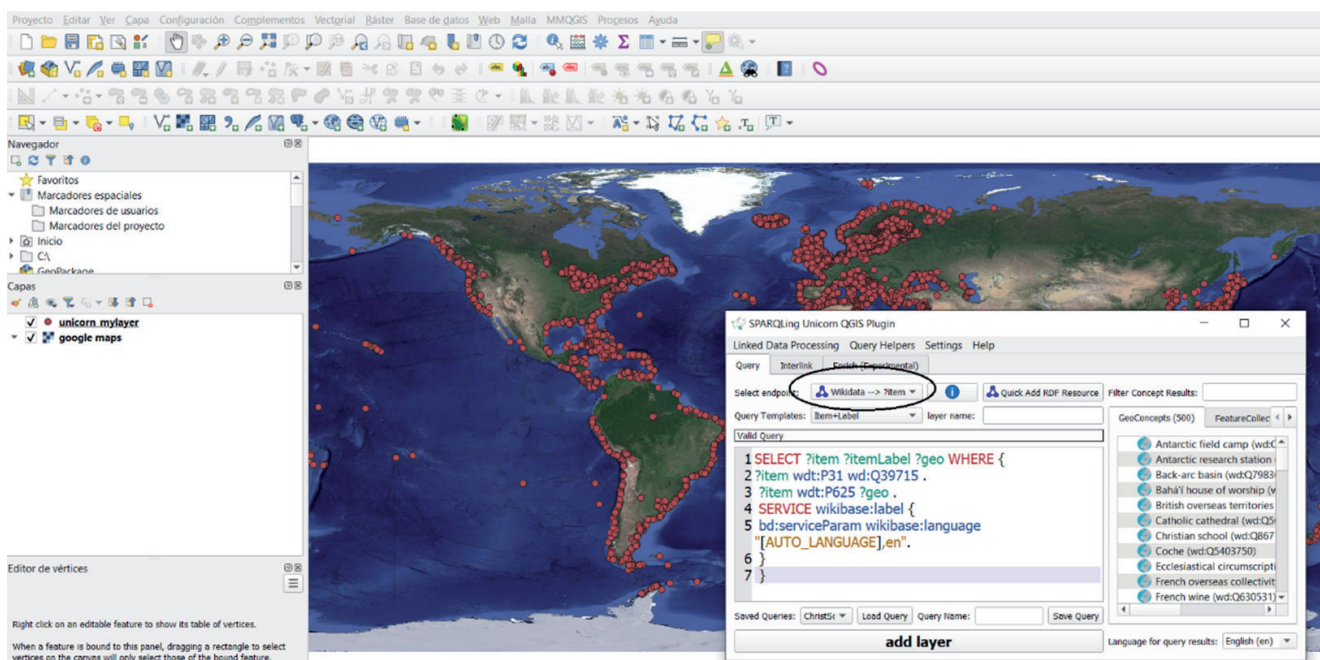 Proyecto Editar Ver Capa Configuración Complementos Vectorial Ráster Base de datos Web Malla MMQGIS Procesos Ayuda
Navegador
Favoritos
Marcadores espaciales
Marcadores de usuarios
Marcadores del proyecto
Inicio
C:\
GeoPackage
Capas
unicorn_mylayer
google maps
Editor de vértices
Right click on an editable feature to show its table of vertices.
When a feature is bound to this panel, dragging a rectangle to select
vertices on the canvas will only select those of the bound feature.
SPARQLing Unicorn QGIS Plugin
Linked Data Processing Query Helpers Settings Help
Query Interlink Enrich (Experimental)
Select endpoint: Wikidata --> ?item Quick Add RDF Resource Filter Concept Results:
Query Templates: Item+Label layer name: GeoConcepts (500) FeatureCollec
Valid Query
1 SELECT ?item ?itemLabel ?geo WHERE {
2 ?item wdt:P31 wd:Q39715 .
3 ?item wdt:P625 ?geo .
4 SERVICE wikibase:label {
5 bd:serviceParam wikibase:language
"[AUTO_LANGUAGE],en".
6 }
7 }
Antarctic field camp (wd:Q
Antarctic research station (
Back-arc basin (wd:Q7983
Bahá'í house of worship (w
British overseas territories
Catholic cathedral (wd:Q5
Christian school (wd:Q867
Coche (wd:Q5403750)
Ecclesiastical circumscripti
French overseas collectivit
French wine (wd:Q630531)
Saved Queries: ChristSc Load Query Query Name: Save Query
add layer
Language for query results: English (en)